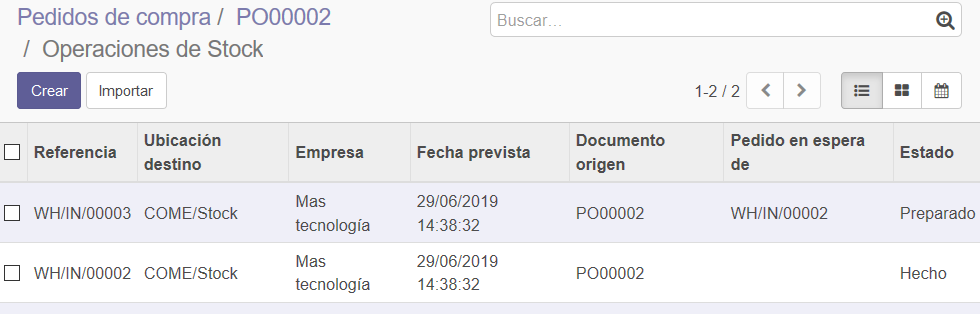 Pedidos de compra / PO00002
/ Operaciones de Stock
Buscar...
Crear Importar
1-2 / 2
Referencia Ubicación destino Empresa Fecha prevista Documento origen Pedido en espera de Estado
WH/IN/00003 COME/Stock Mas tecnología 29/06/2019 14:38:32 PO00002 WH/IN/00002 Preparado
WH/IN/00002 COME/Stock Mas tecnología 29/06/2019 14:38:32 PO00002 Hecho